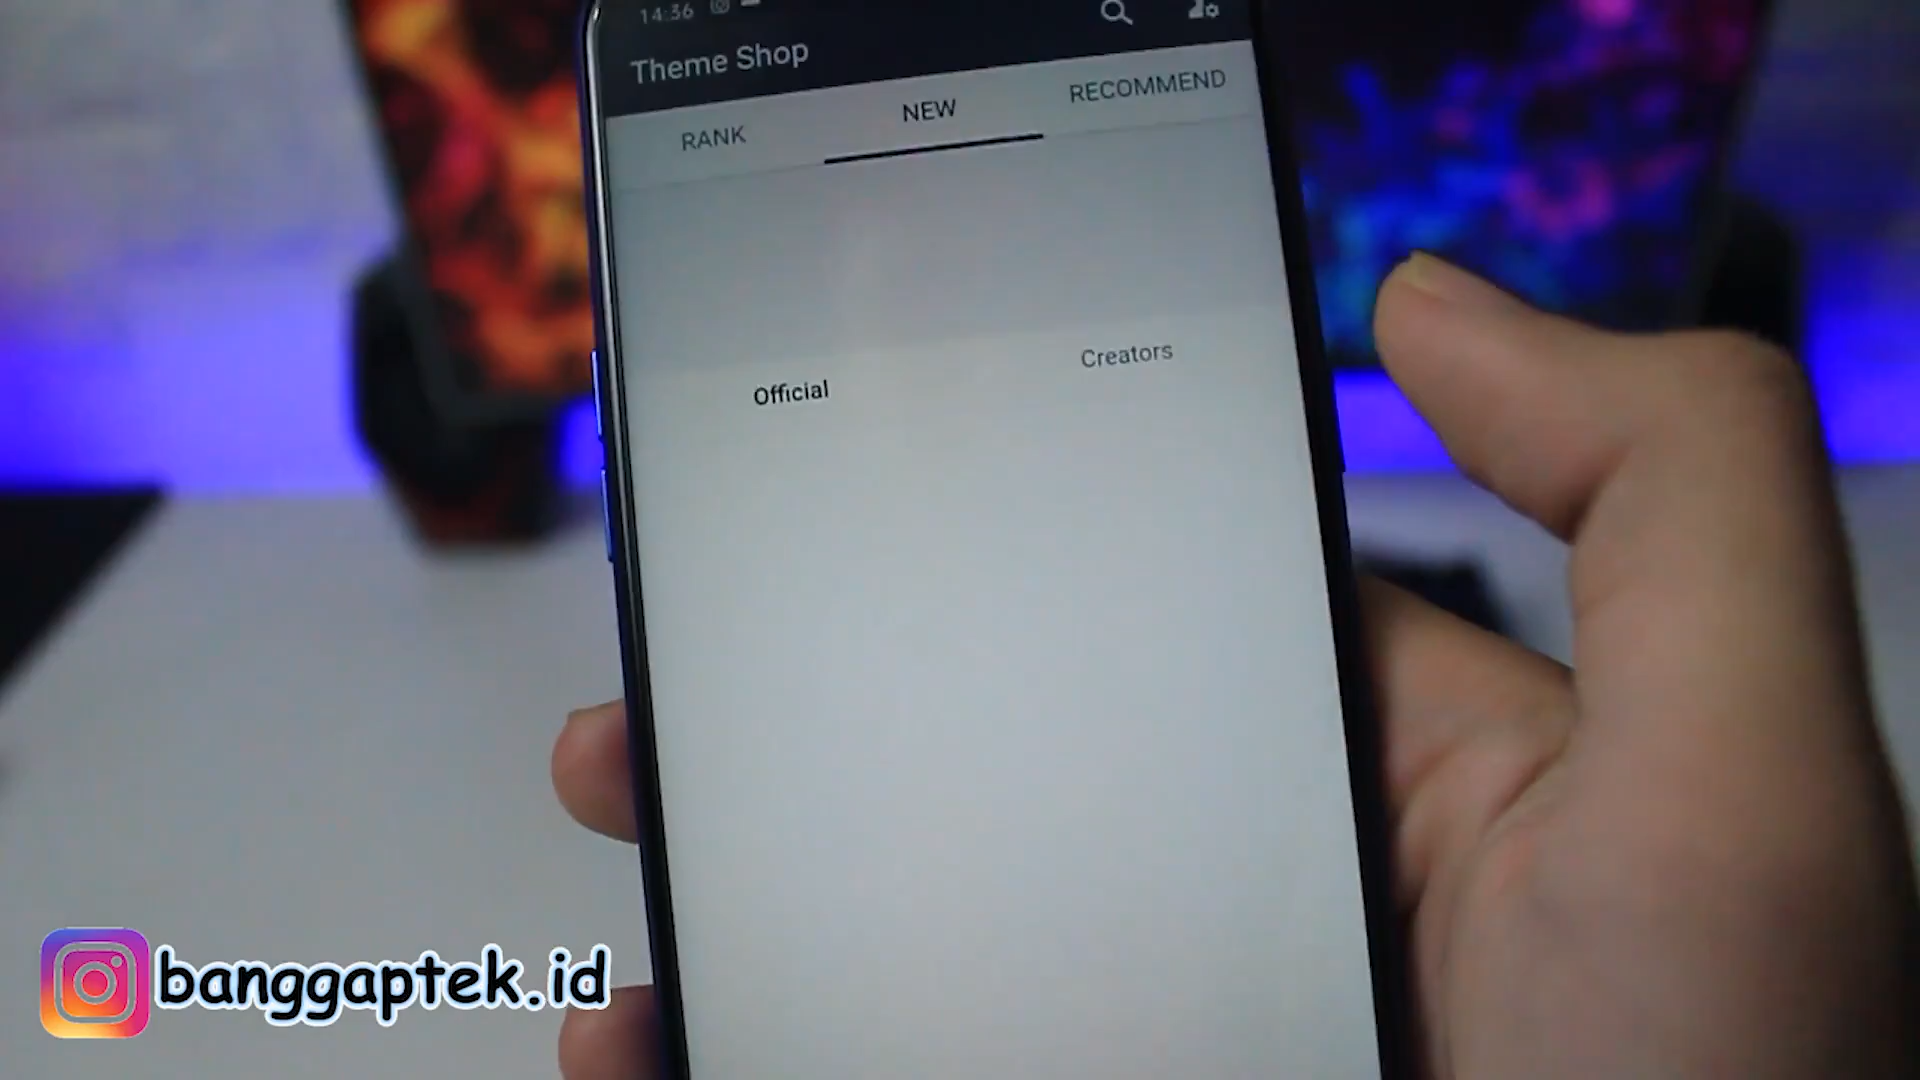 14:36
Theme Shop
RANK
NEW
RECOMMEND
Official
Creators
banggaptek.id